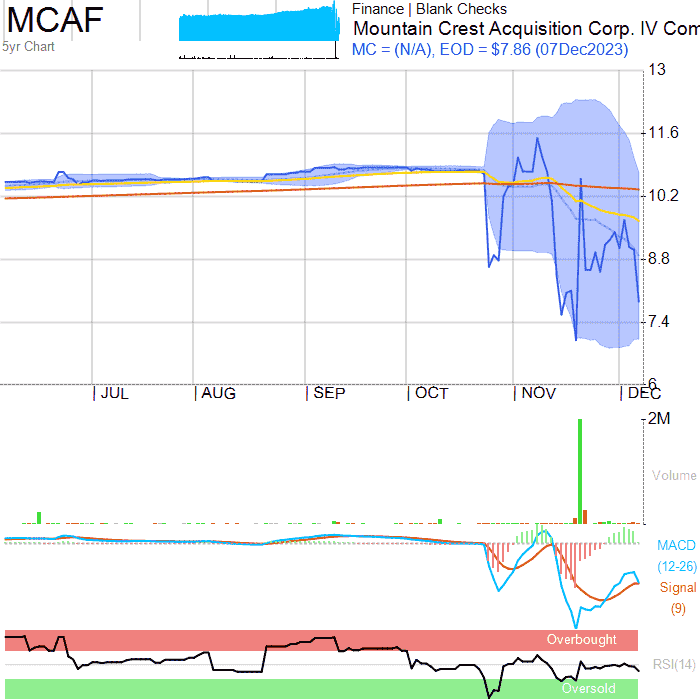 MCAF
5yr Chart
Finance | Blank Checks
Mountain Crest Acquisition Corp. IV Com
MC = (N/A), EOD = $7.86 (07Dec2023)
13
11.6
10.2
8.8
7.4
6
JUL AUG SEP OCT NOV DEC
2M
Volume
MACD
(12-26)
Signal
(9)
Overbought
RSI(14)
Oversold